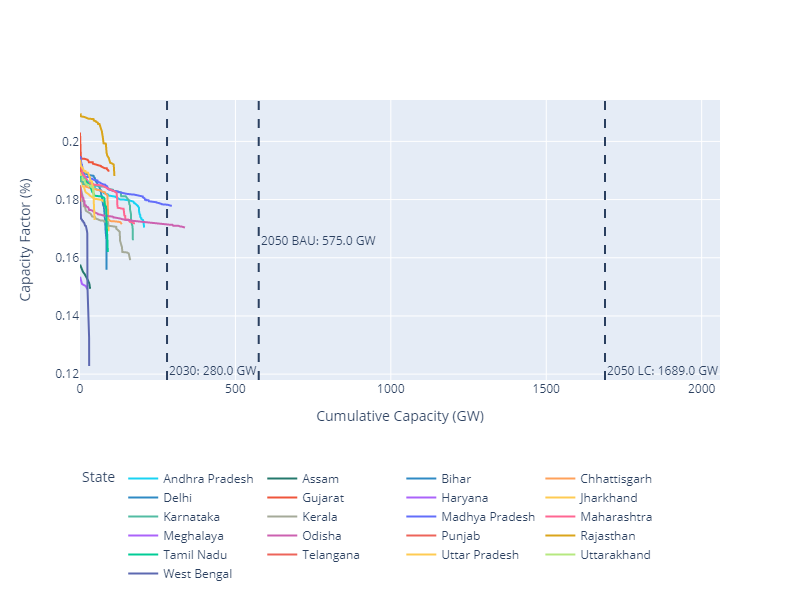 0.2
0.18
0.16
0.14
0.12
Capacity Factor (%)
2050 BAU: 575.0 GW
2030: 280.0 GW
2050 LC: 1689.0 GW
0 500 1000 1500 2000
Cumulative Capacity (GW)
State
Andhra Pradesh Assam Bihar Chhattisgarh
Delhi Gujarat Haryana Jharkhand
Karnataka Kerala Madhya Pradesh Maharashtra
Meghalaya Odisha Punjab Rajasthan
Tamil Nadu Telangana Uttar Pradesh Uttarakhand
West Bengal